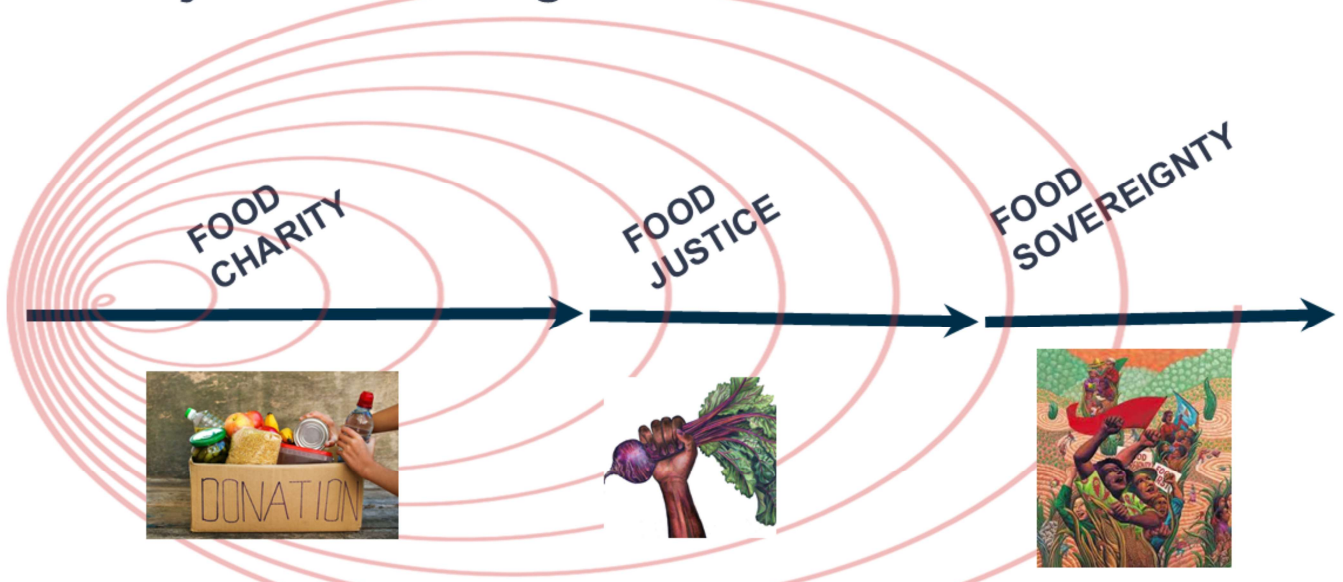 FOOD
CHARITY
FOOD
JUSTICE
FOOD
SOVEREIGNTY
DONATION